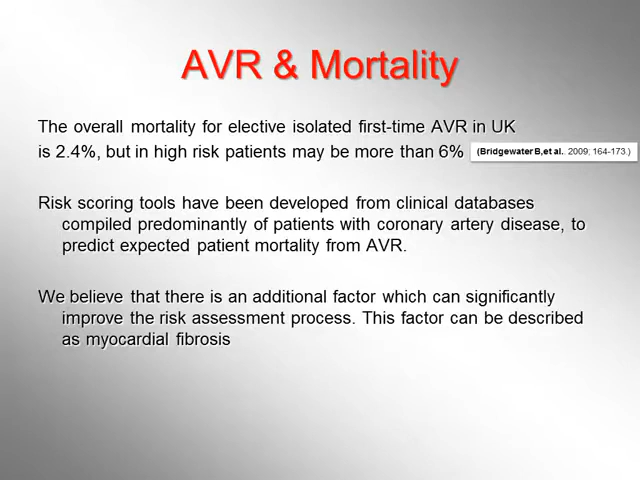 AVR & Mortality
The overall mortality for elective isolated first-time AVR in UK
is 2.4%, but in high risk patients may be more than 6% (Bridgewater B,et al. 2009; 164-173.)
Risk scoring tools have been developed from clinical databases
compiled predominantly of patients with coronary artery disease, to
predict expected patient mortality from AVR.
We believe that there is an additional factor which can significantly
improve the risk assessment process. This factor can be described
as myocardial fibrosis